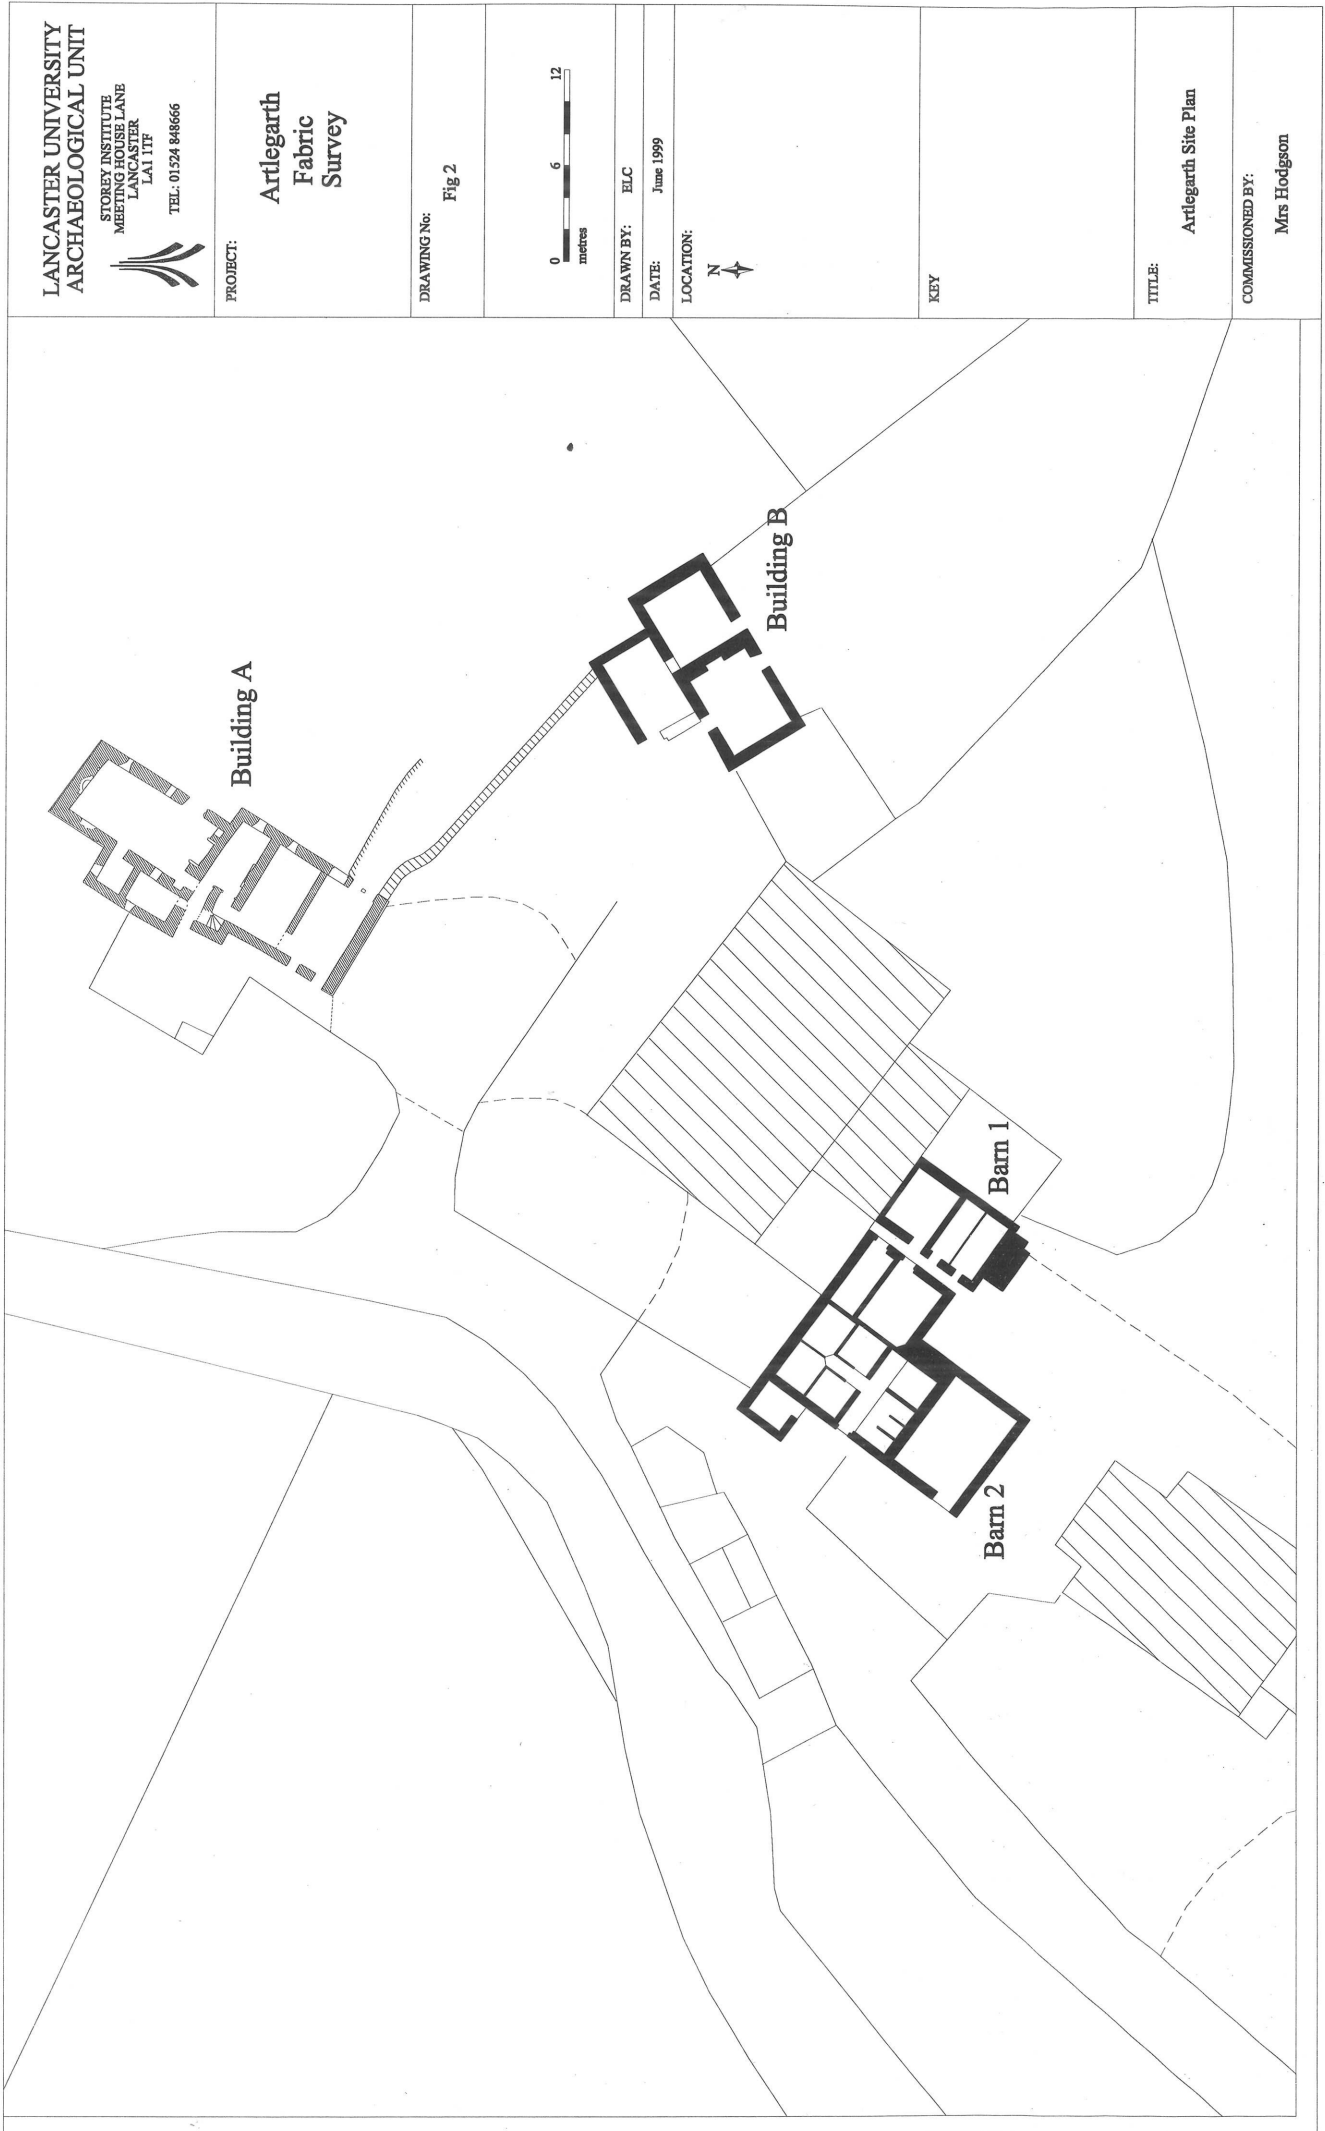 LANCASTER UNIVERSITY
ARCHAEOLOGICAL UNIT
STOREY INSTITUTE
MEETING HOUSE LANE
LANCASTER
LA1 1TF
TEL: 01524 848666
PROJECT:
Artlegarth
Fabric
Survey
DRAWING No:
Fig 2
0 6 12
metres
DRAWN BY: ELC
DATE: June 1999
LOCATION:
N
KEY
TITLE:
Artlegarth Site Plan
COMMISSIONED BY:
Mrs Hodgson
Building A
Building B
Barn 1
Barn 2